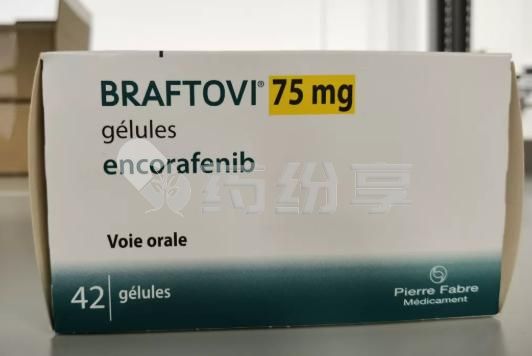 BRAFTOVI® 75 mg
gélules
encorafenib
药纷享
Voie orale
42 gélules
Pierre Fabre
Médicament